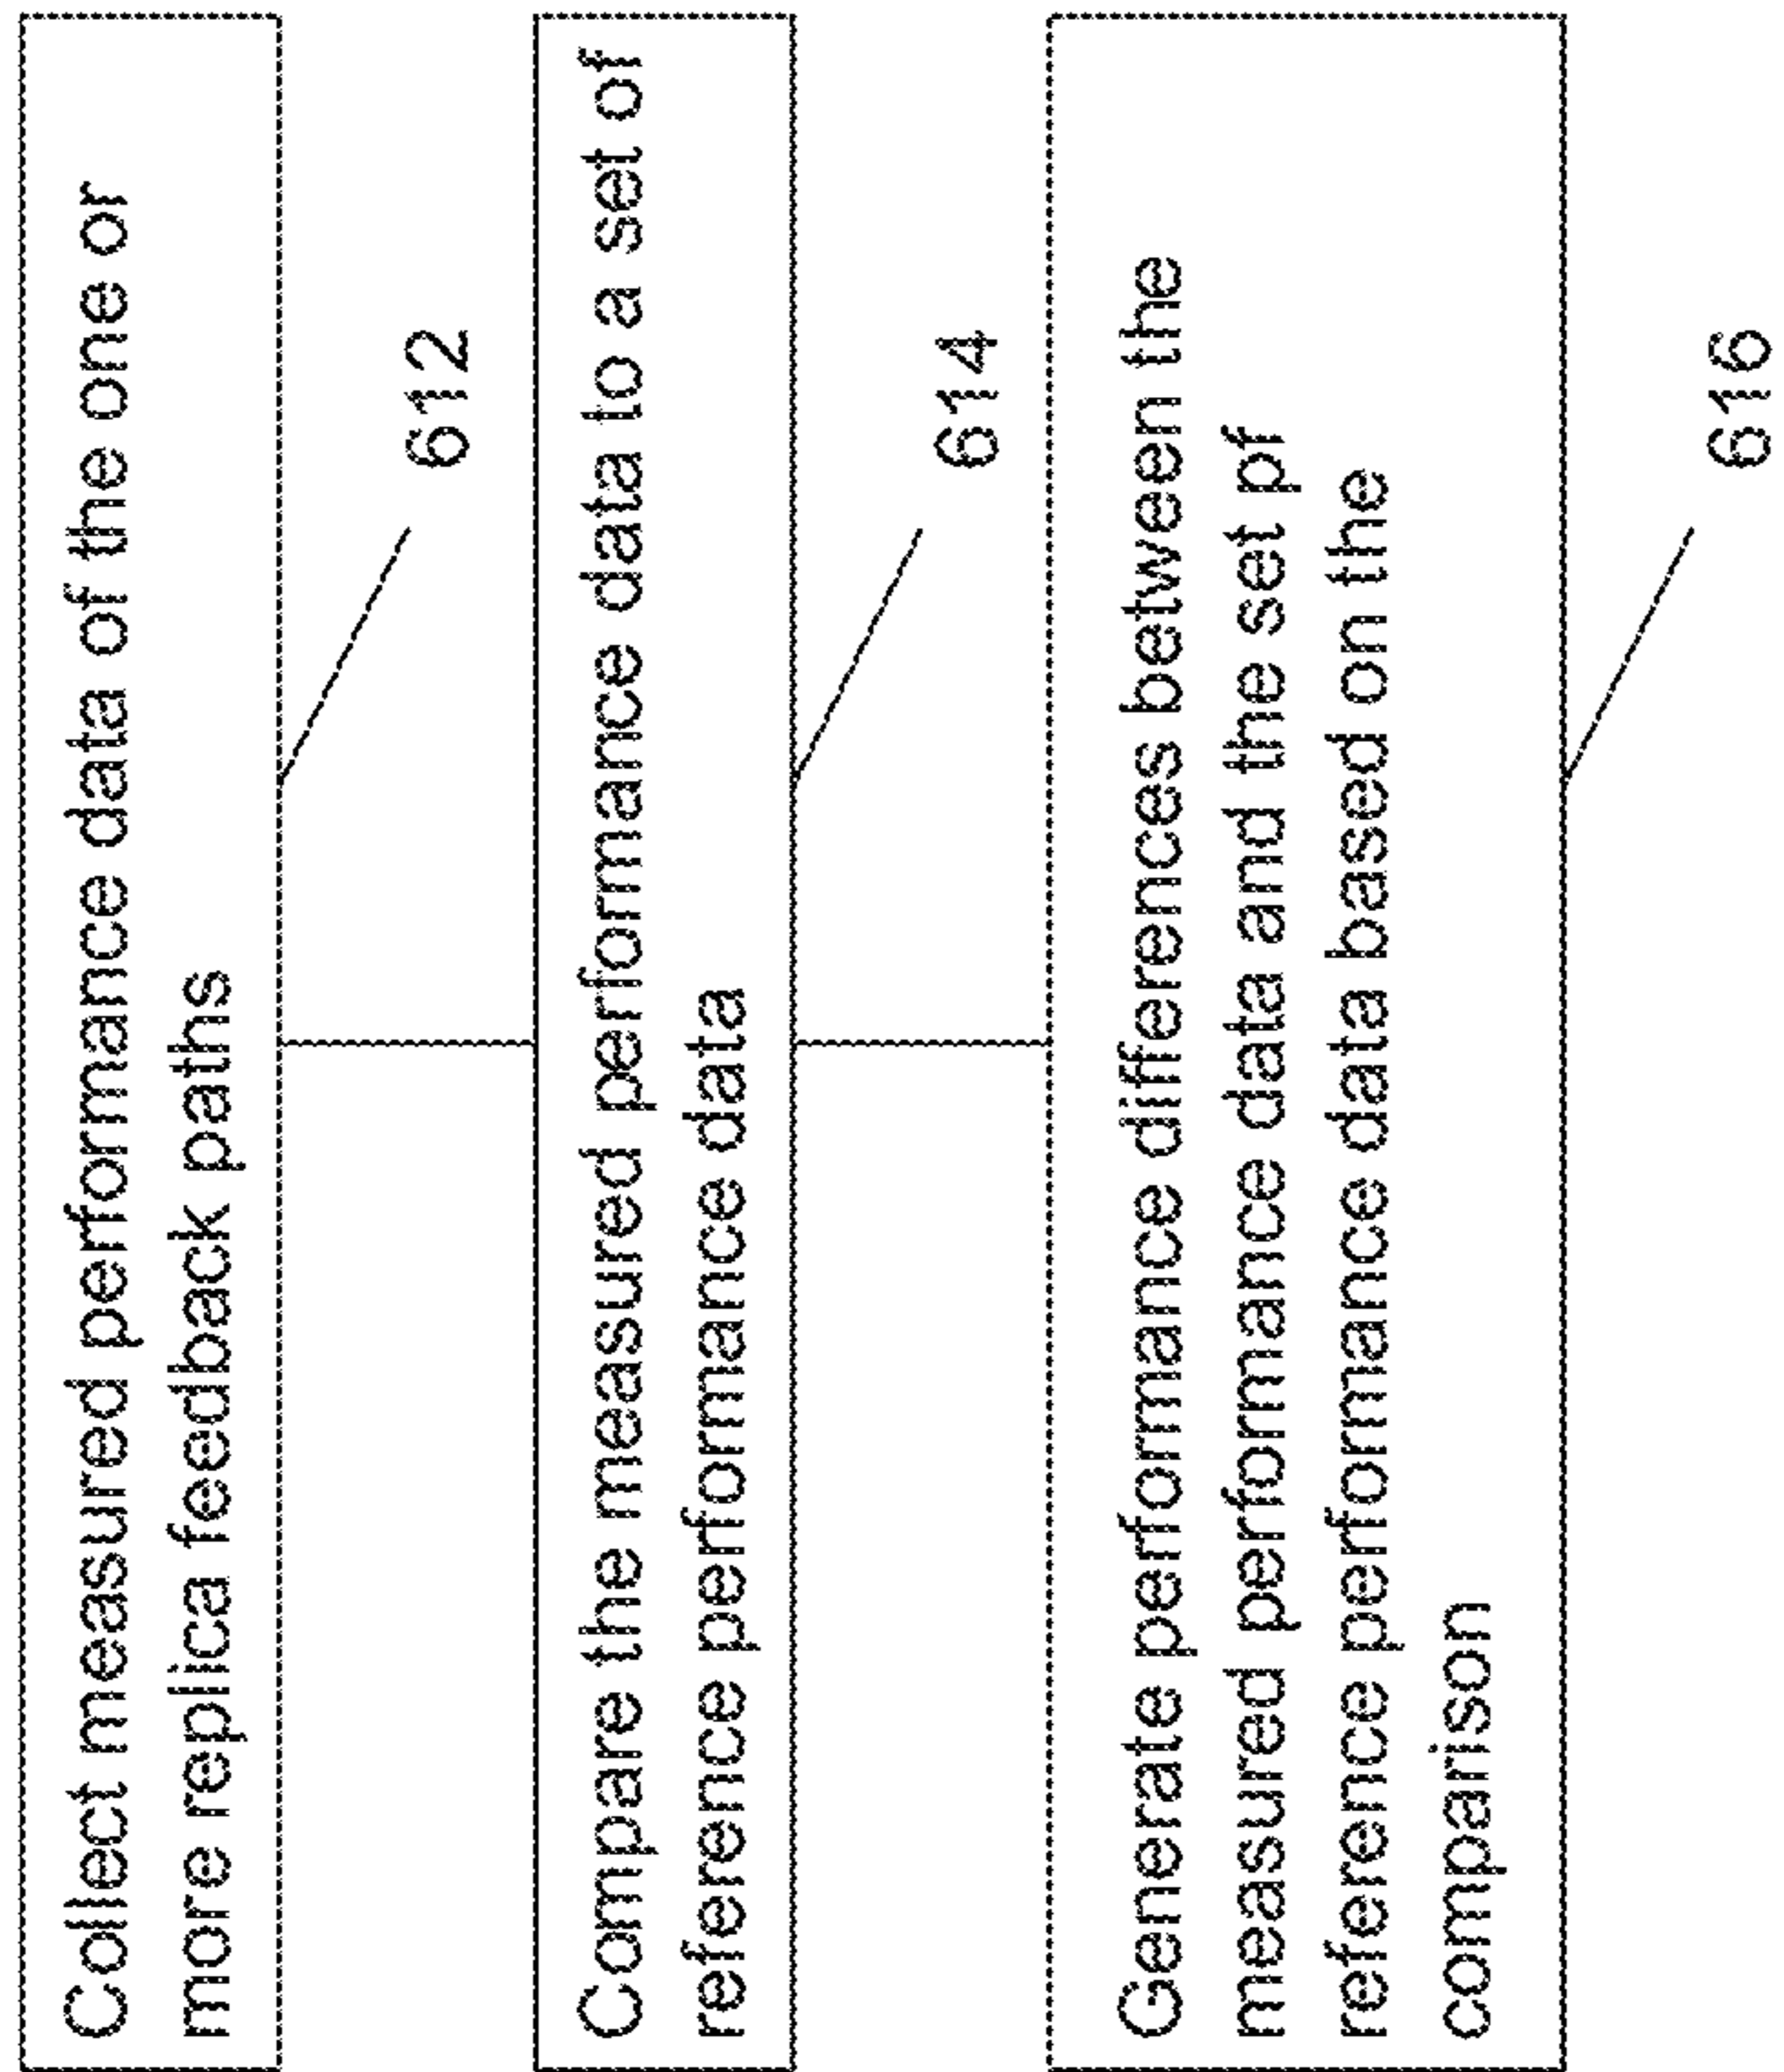 Collect measured performance data of the one or
more replica feedback paths
612
Compare the measured performance data to a set of
reference performance data
614
Generate performance differences between the
measured performance data and the set pf
reference performance data based on the
comparison
616